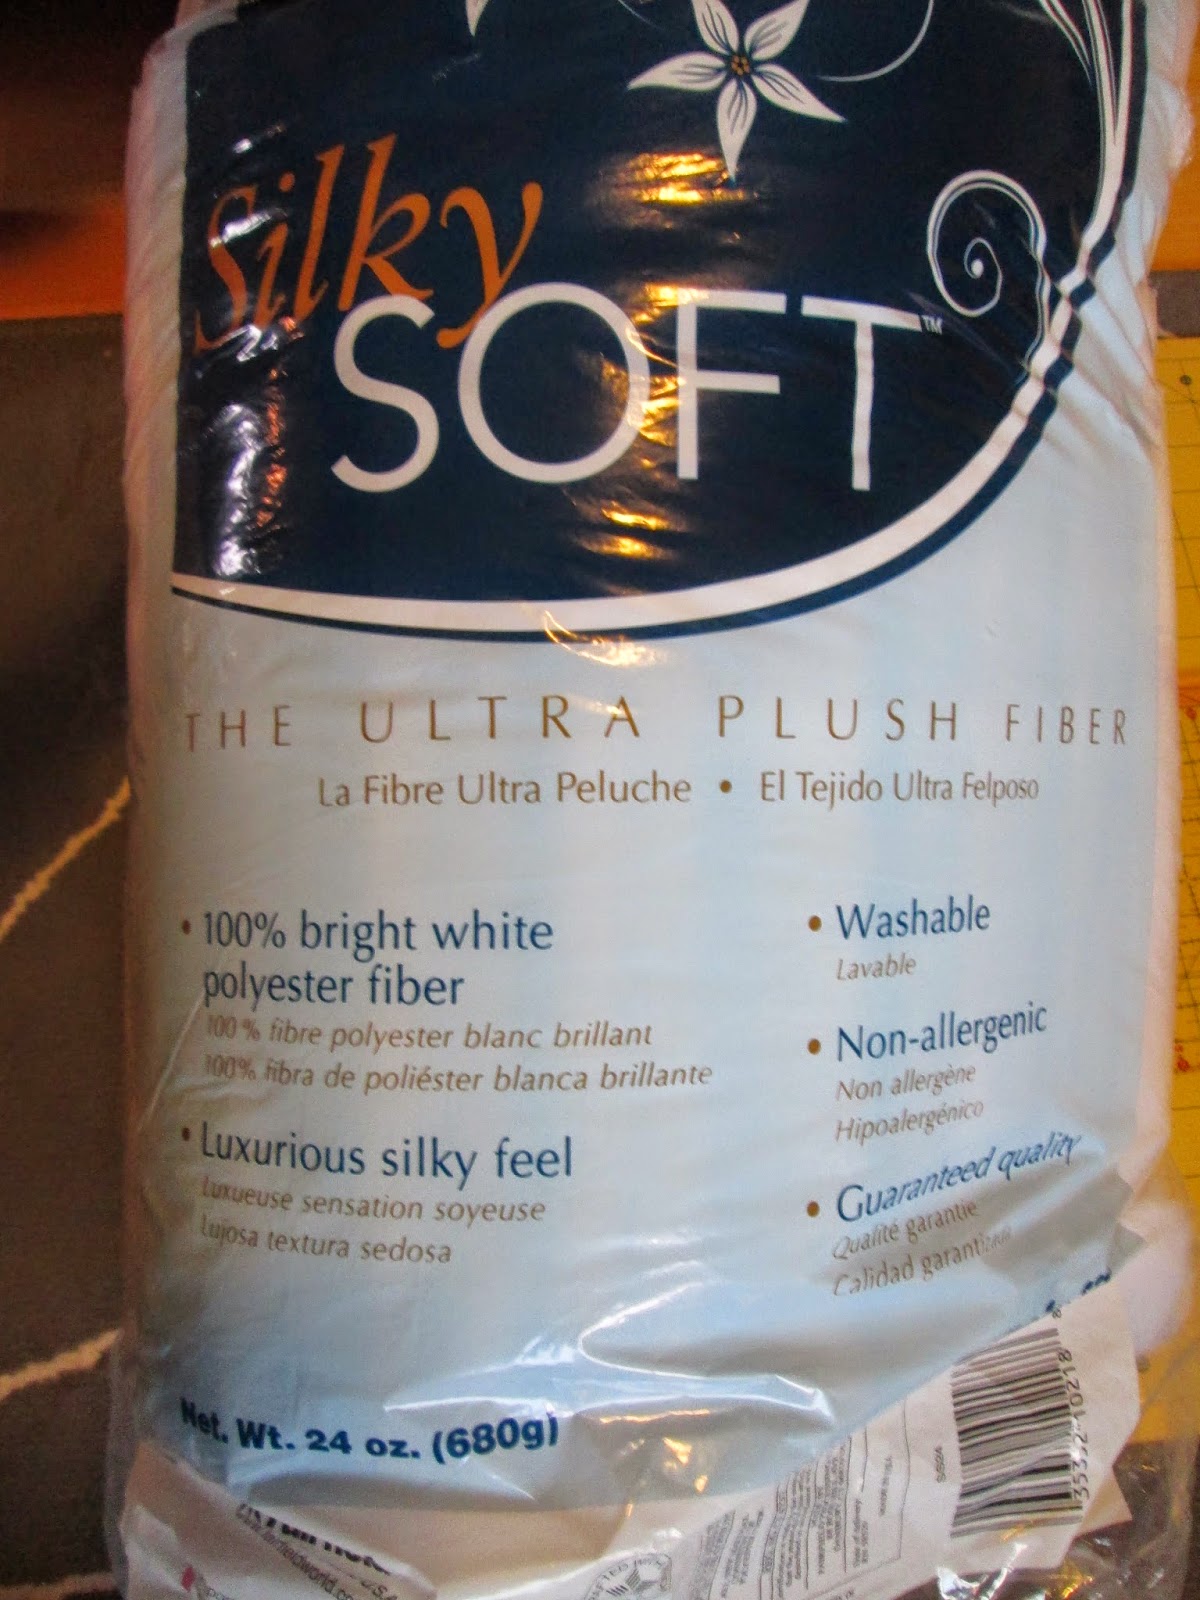 Silky
SOFT™
THE ULTRA PLUSH FIBER
La Fibre Ultra Peluche • El Tejido Ultra Felposo
• 100% bright white
polyester fiber
100 % fibre polyester blanc brillant
100% fibra de poliéster blanca brillante
• Luxurious silky feel
Luxueuse sensation soyeuse
Lujosa textura sedosa
• Washable
Lavable
• Non-allergenic
Non allergène
Hipoalergénico
• Guaranteed quality
Qualité garantie
Calidad garantizada
Net. Wt. 24 oz. (680g)